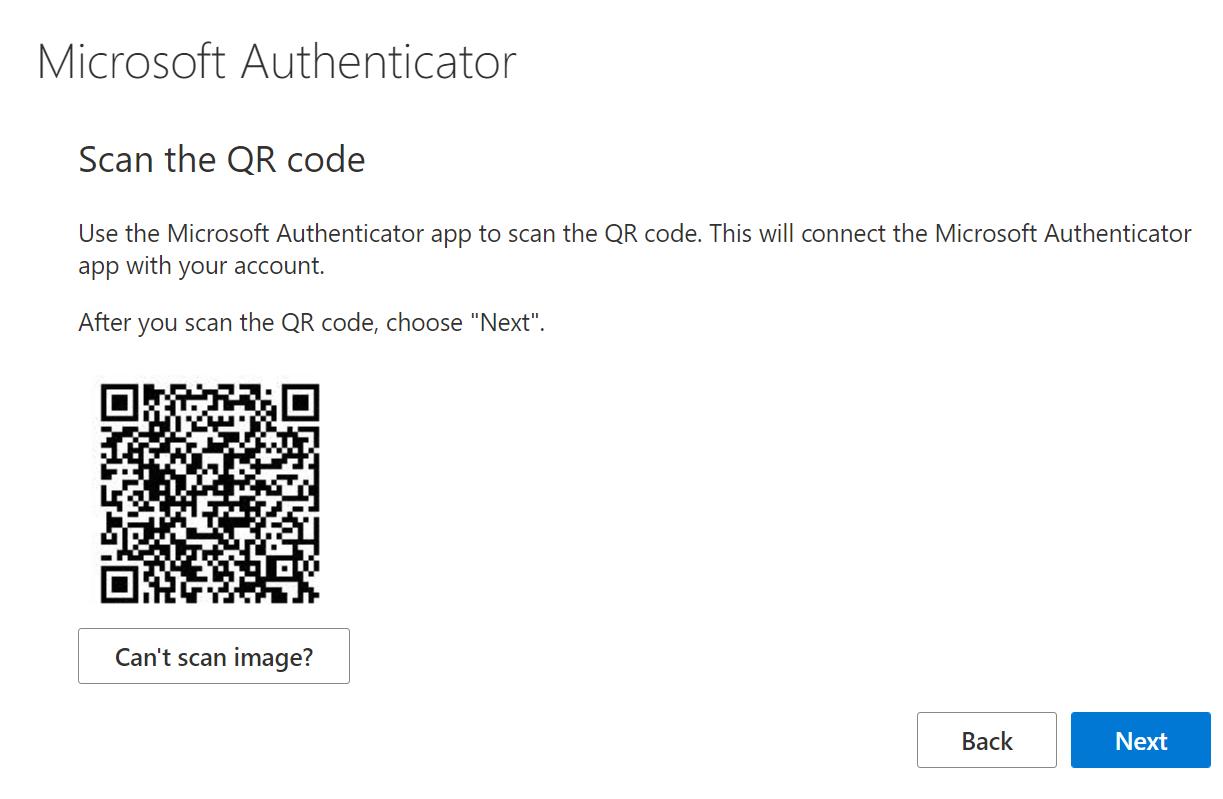 Microsoft Authenticator
Scan the QR code
Use the Microsoft Authenticator app to scan the QR code. This will connect the Microsoft Authenticator
app with your account.
After you scan the QR code, choose "Next".
Can't scan image?
Back
Next